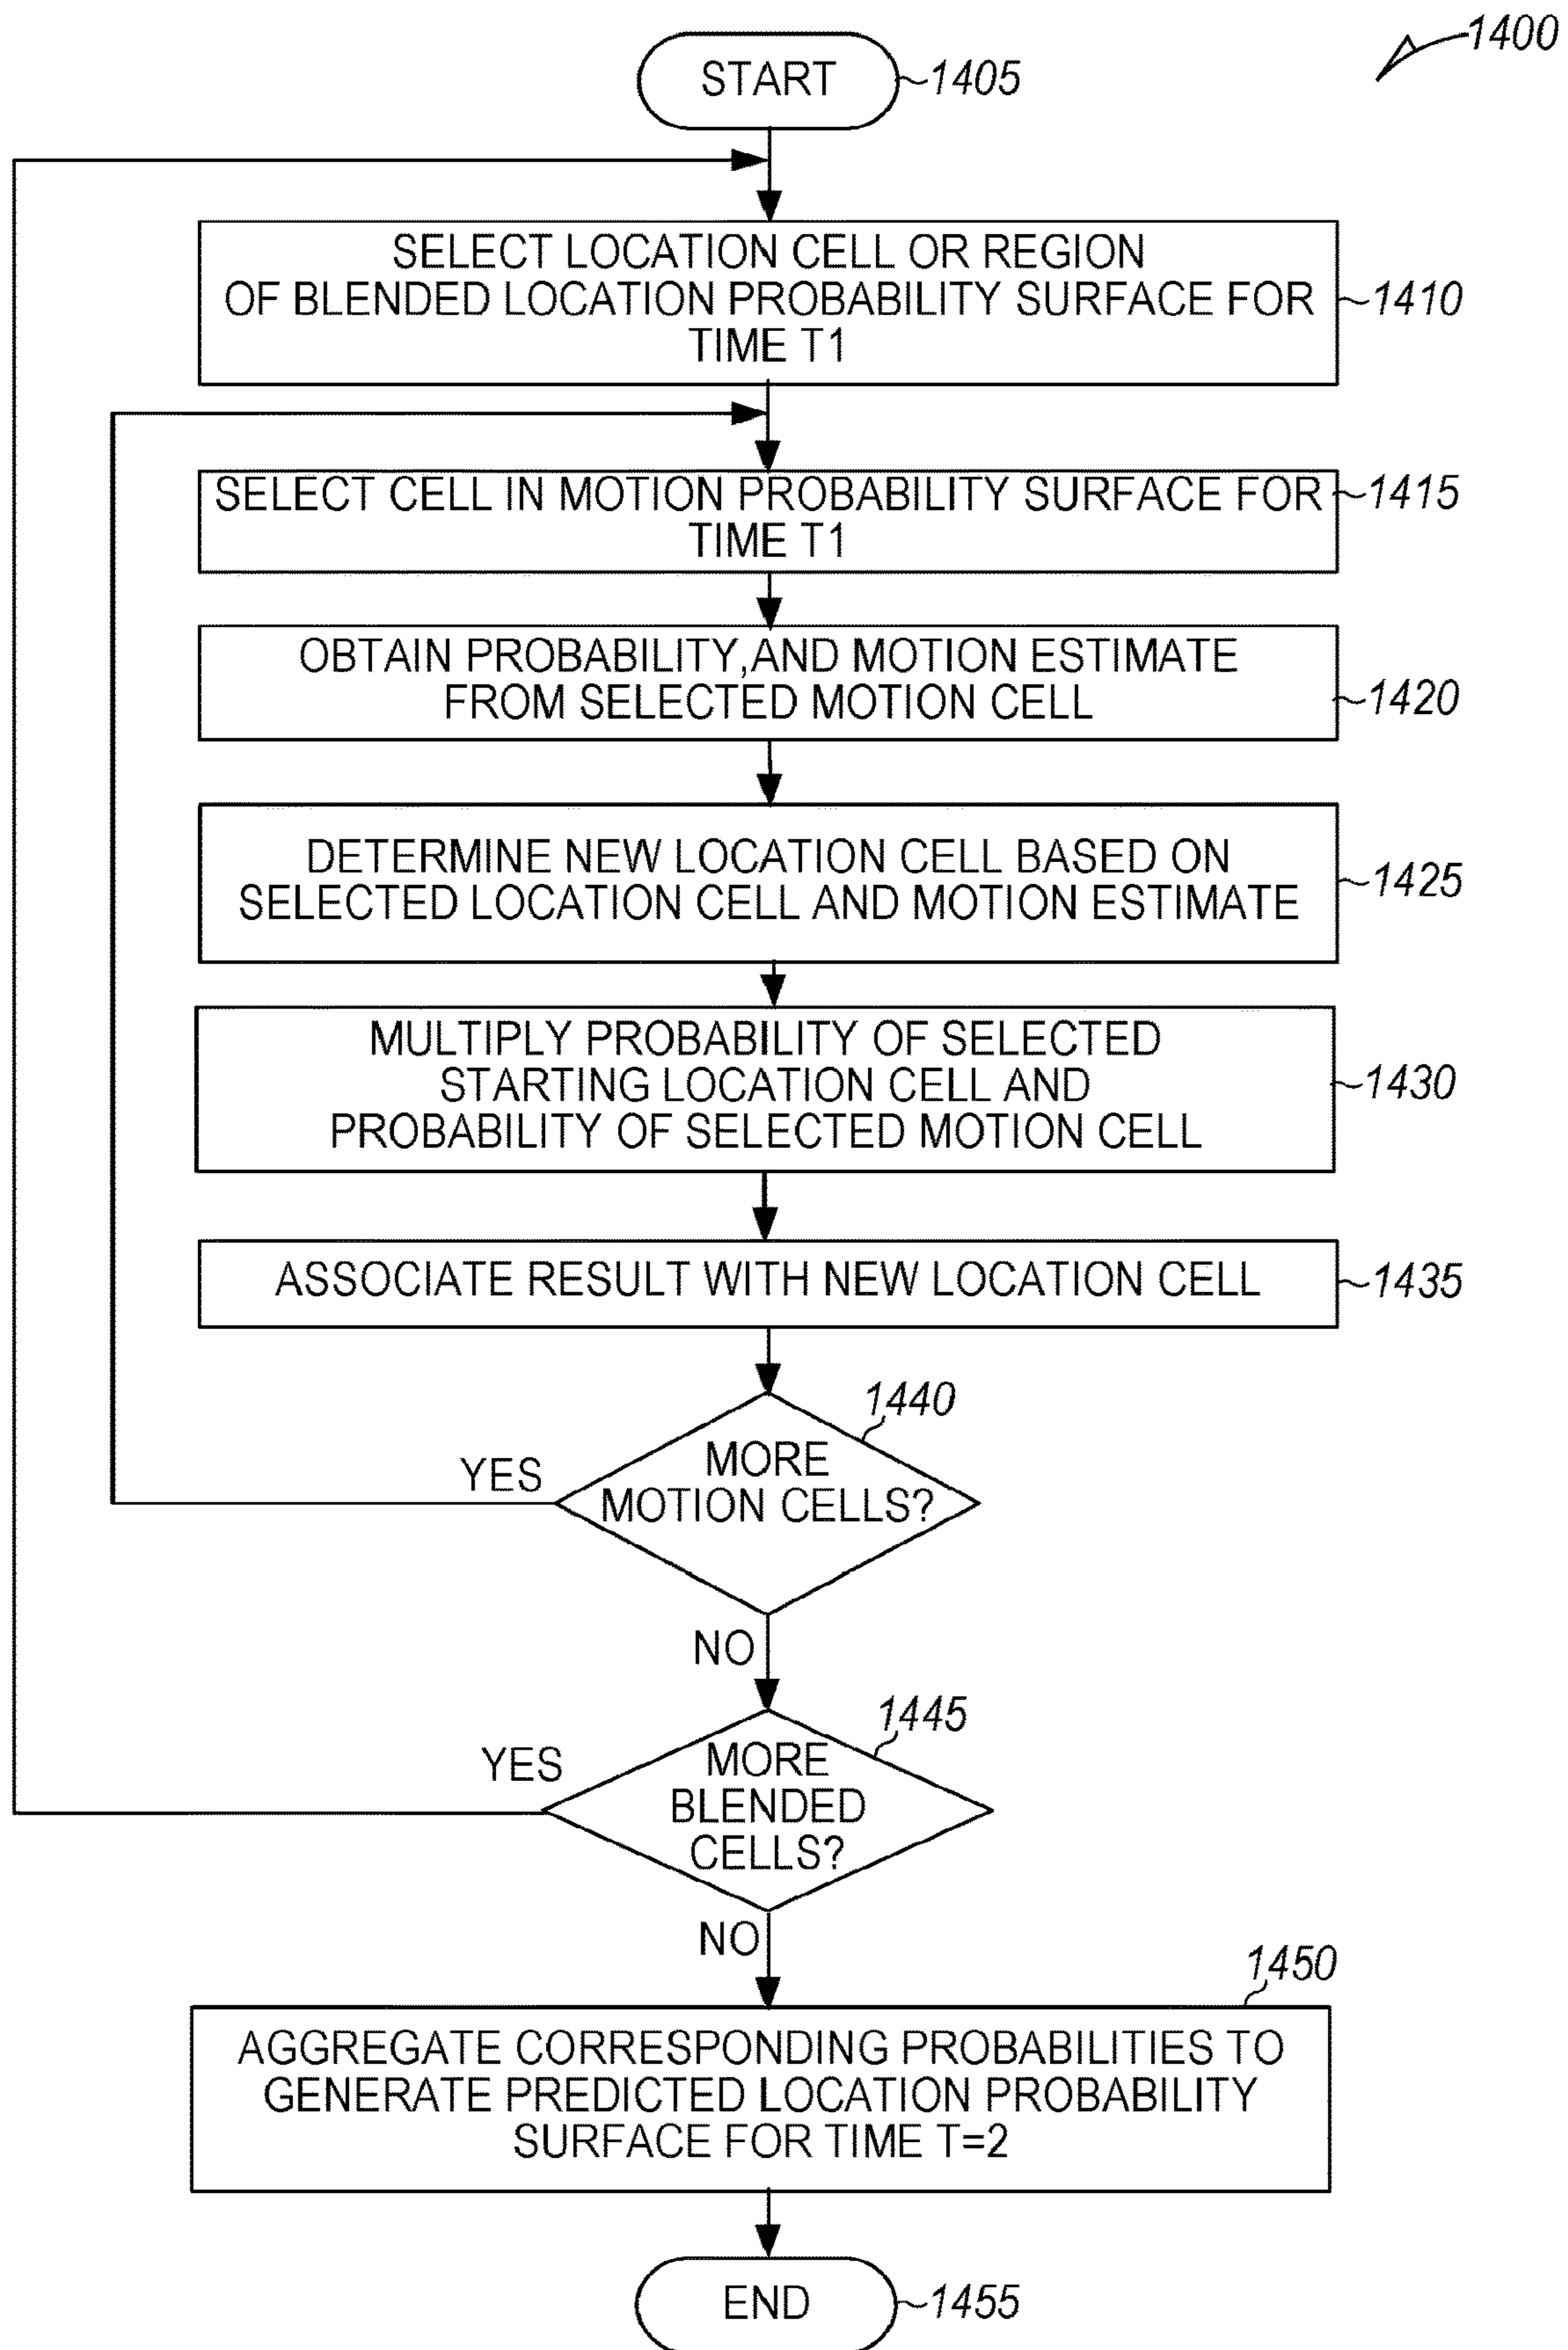 1400
START
1405
SELECT LOCATION CELL OR REGION
OF BLENDED LOCATION PROBABILITY SURFACE FOR
TIME T1
1410
SELECT CELL IN MOTION PROBABILITY SURFACE FOR
TIME T1
1415
OBTAIN PROBABILITY,AND MOTION ESTIMATE
FROM SELECTED MOTION CELL
1420
DETERMINE NEW LOCATION CELL BASED ON
SELECTED LOCATION CELL AND MOTION ESTIMATE
1425
MULTIPLY PROBABILITY OF SELECTED
STARTING LOCATION CELL AND
PROBABILITY OF SELECTED MOTION CELL
1430
ASSOCIATE RESULT WITH NEW LOCATION CELL
1435
1440
MORE
MOTION CELLS?
YES
NO
1445
MORE
BLENDED
CELLS?
YES
NO
1450
AGGREGATE CORRESPONDING PROBABILITIES TO
GENERATE PREDICTED LOCATION PROBABILITY
SURFACE FOR TIME T=2
END
1455